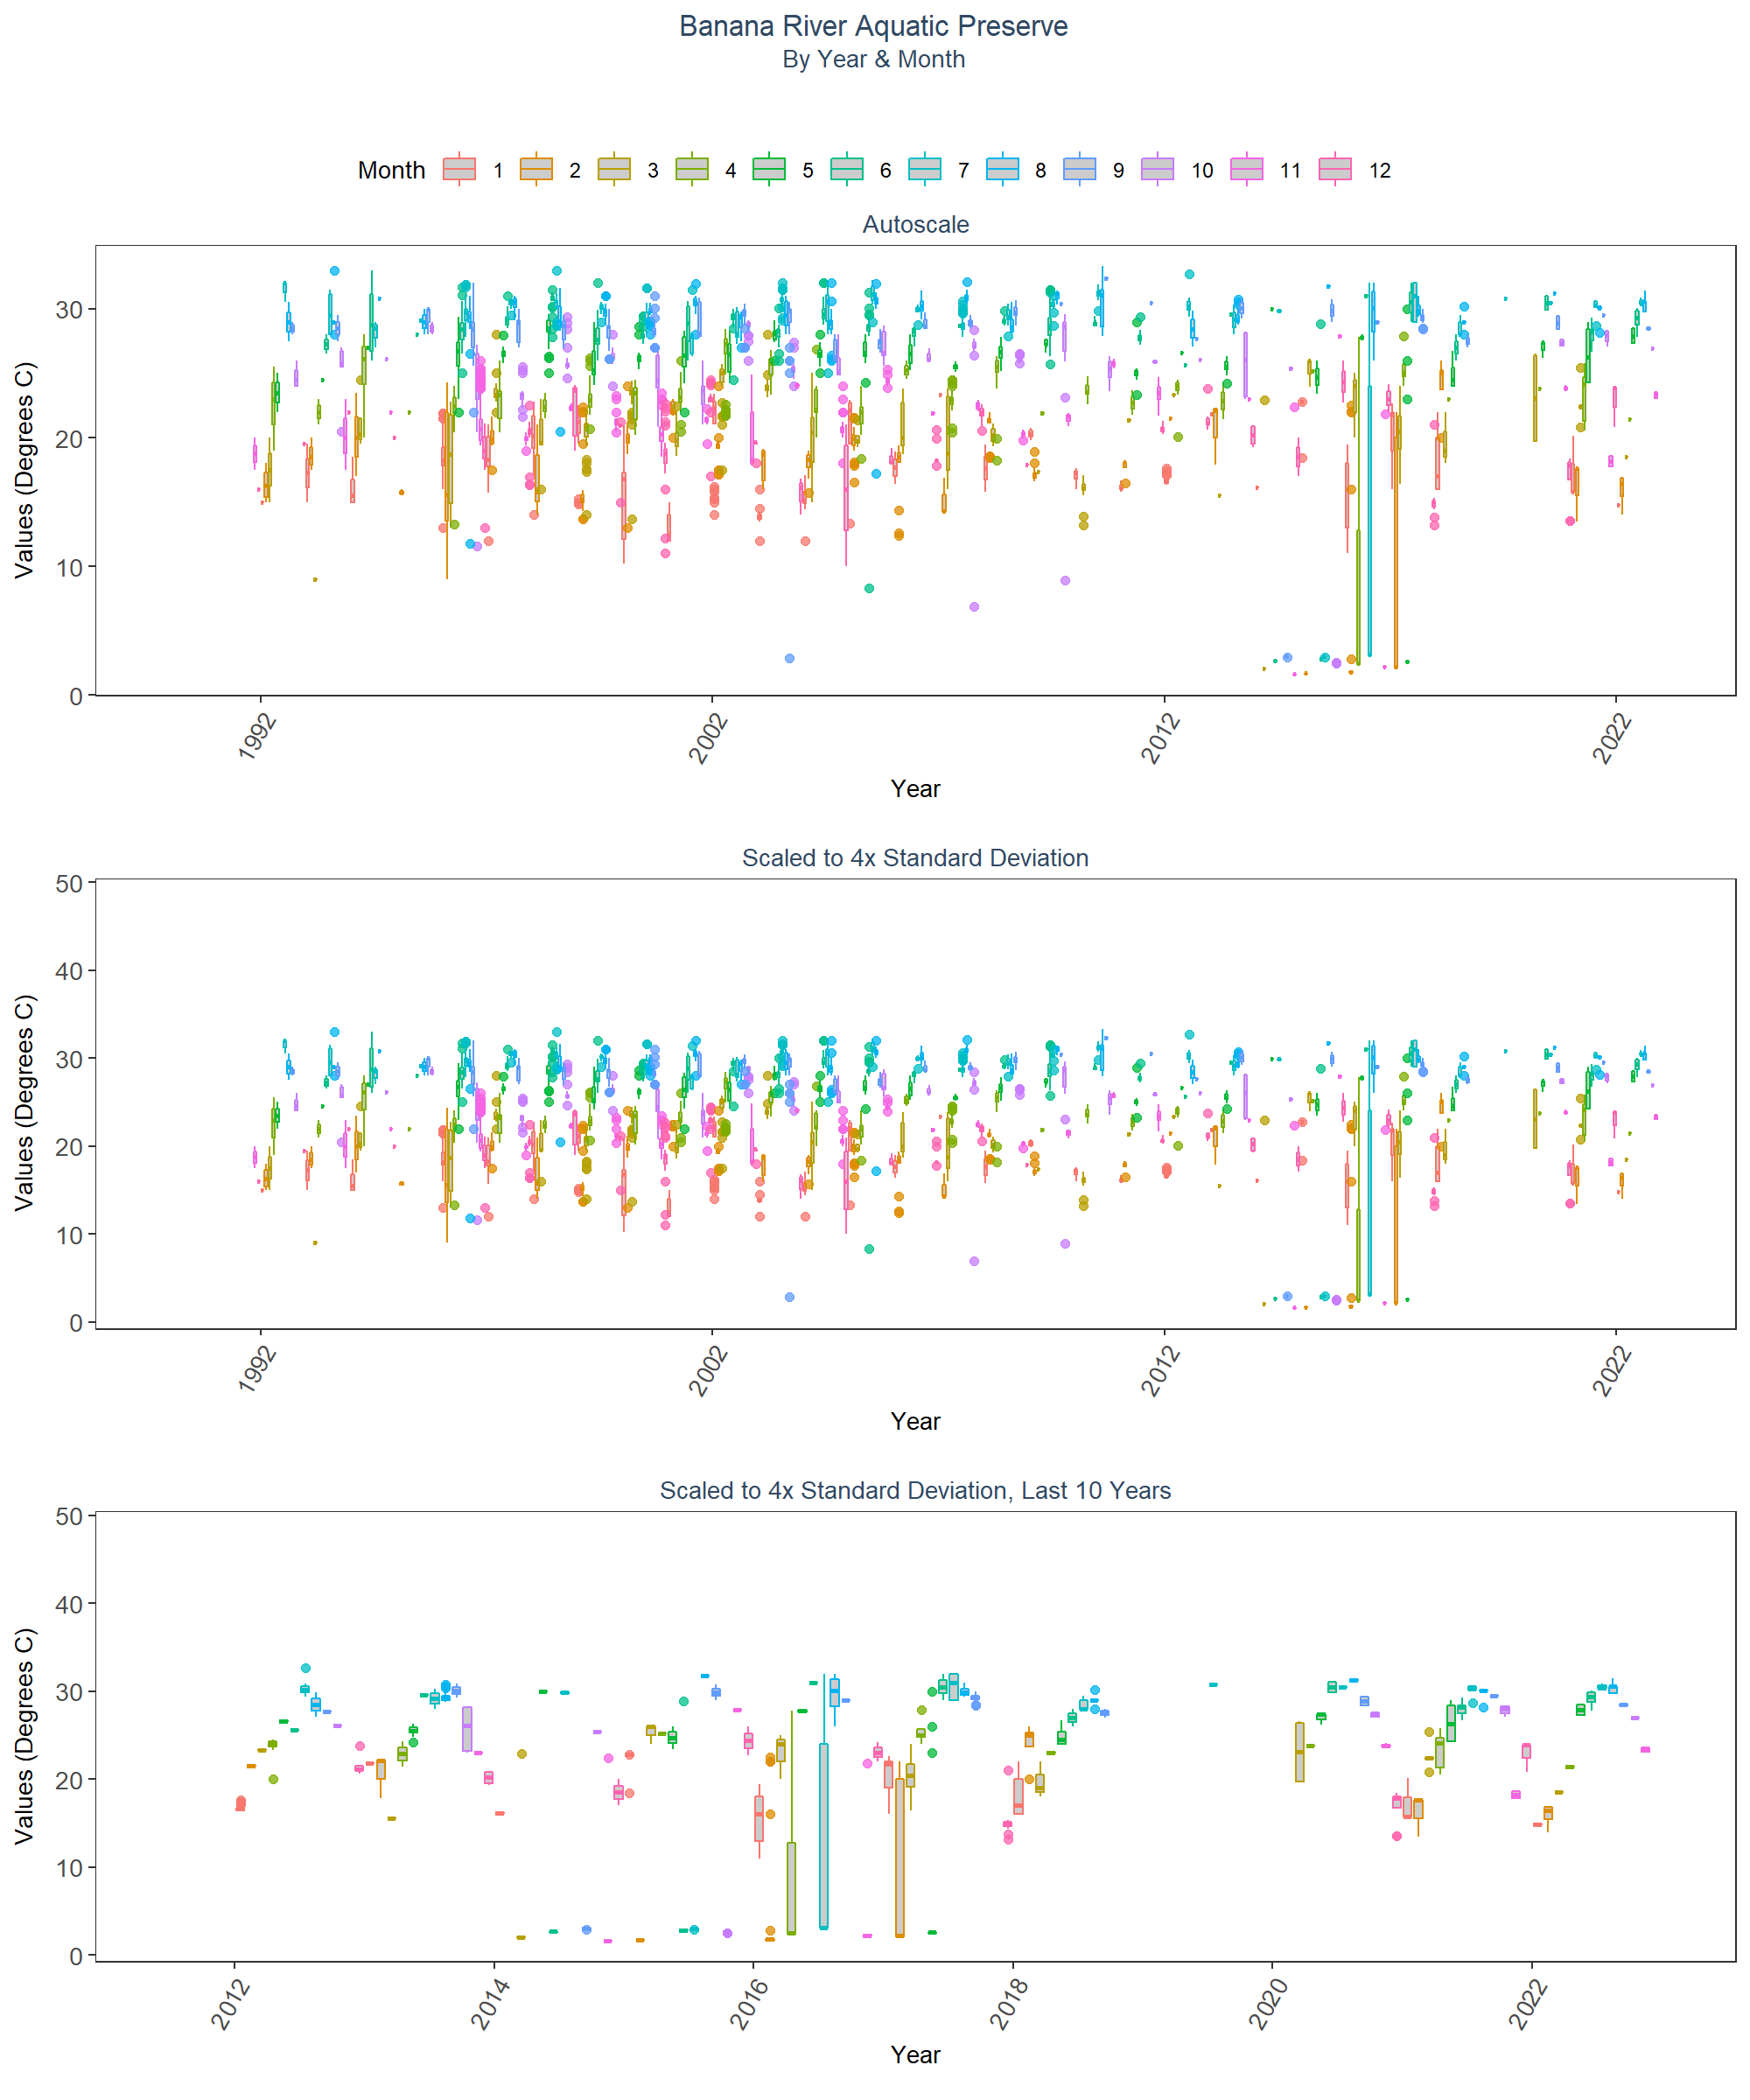 Banana River Aquatic Preserve
By Year & Month
Month 1 2 3 4 5 6 7 8 9 10 11 12
Autoscale
Values (Degrees C)
30
20
10
0
1992 2002 2012 2022
Year
Scaled to 4x Standard Deviation
Values (Degrees C)
50
40
30
20
10
0
1992 2002 2012 2022
Year
Scaled to 4x Standard Deviation, Last 10 Years
Values (Degrees C)
50
40
30
20
10
0
2012 2014 2016 2018 2020 2022
Year